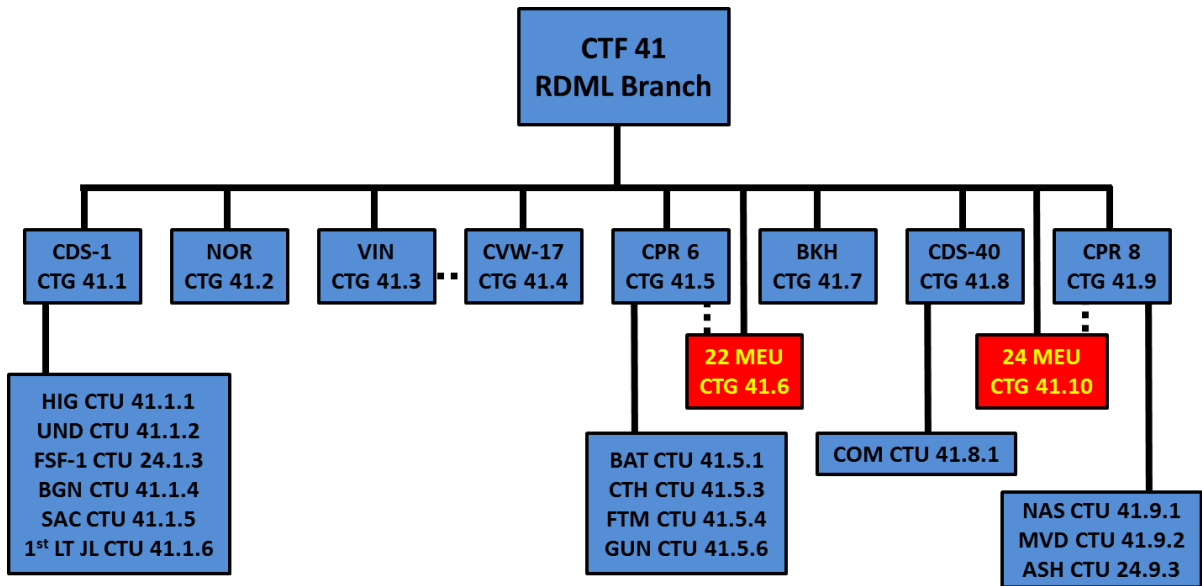 CTF 41
RDML Branch
CDS-1
CTG 41.1
NOR
CTG 41.2
VIN
CTG 41.3
CVW-17
CTG 41.4
CPR 6
CTG 41.5
BKH
CTG 41.7
CDS-40
CTG 41.8
CPR 8
CTG 41.9
22 MEU
CTG 41.6
24 MEU
CTG 41.10
HIG CTU 41.1.1
UND CTU 41.1.2
FSF-1 CTU 24.1.3
BGN CTU 41.1.4
SAC CTU 41.1.5
1st LT JL CTU 41.1.6
BAT CTU 41.5.1
CTH CTU 41.5.3
FTM CTU 41.5.4
GUN CTU 41.5.6
COM CTU 41.8.1
NAS CTU 41.9.1
MVD CTU 41.9.2
ASH CTU 24.9.3